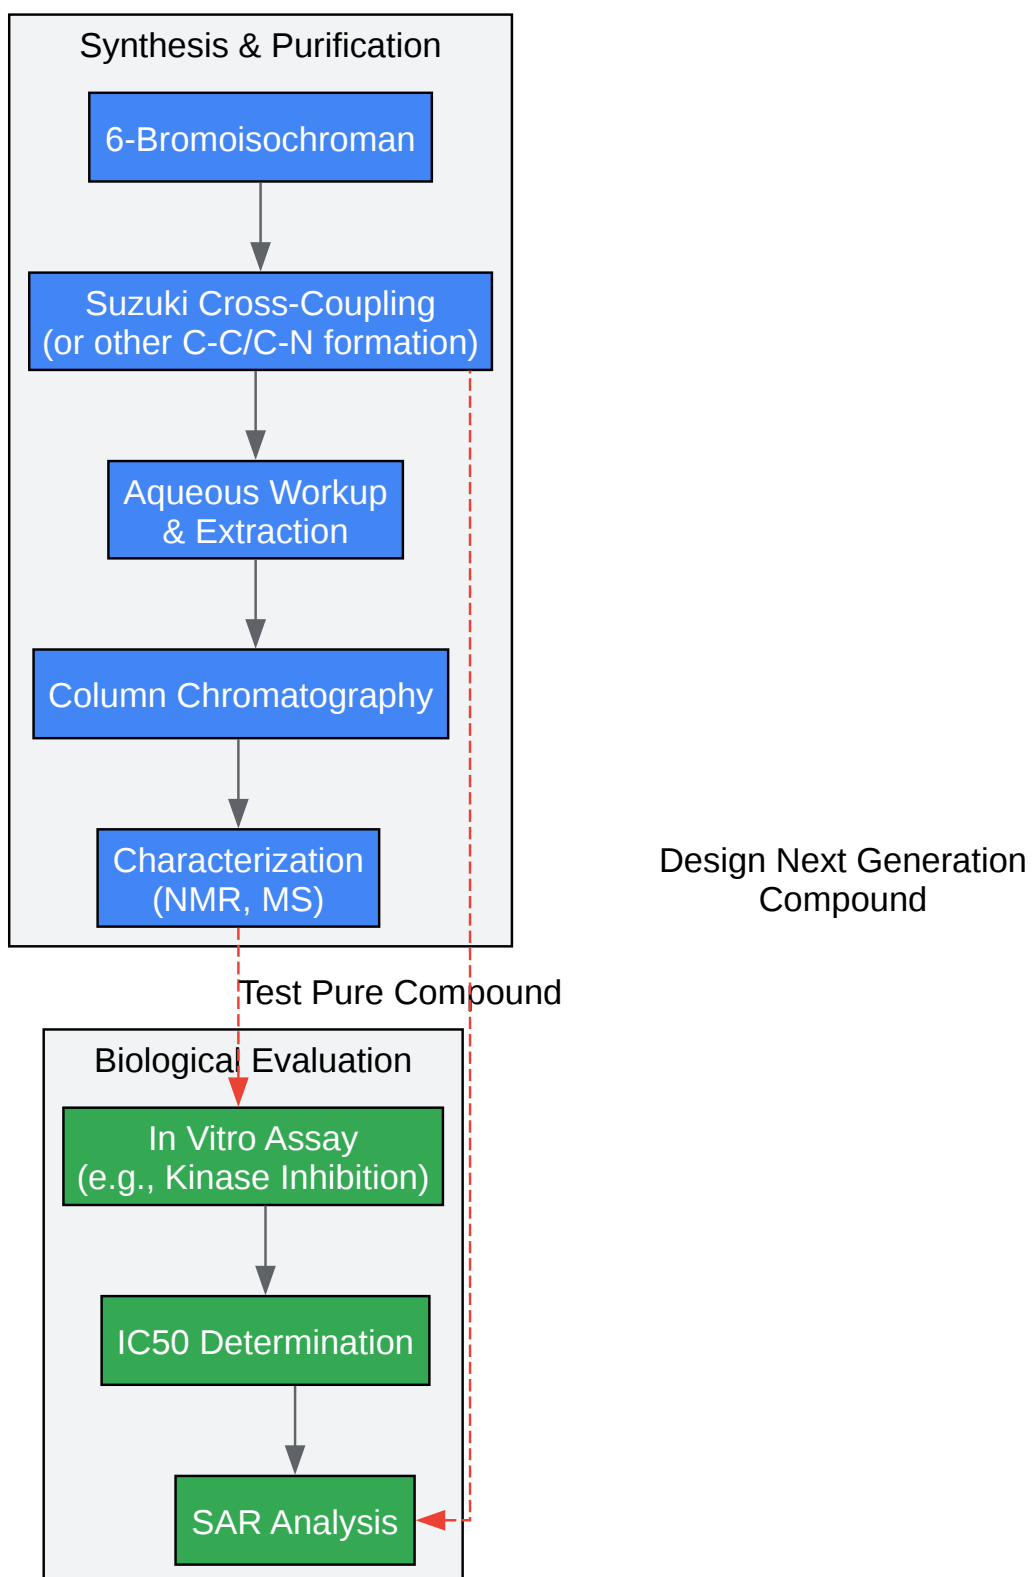 Synthesis & Purification
6-Bromoisochroman
Suzuki Cross-Coupling
(or other C-C/C-N formation)
Aqueous Workup
& Extraction
Column Chromatography
Characterization
(NMR, MS)
Design Next Generation
Compound
Test Pure Compound
Biological Evaluation
In Vitro Assay
(e.g., Kinase Inhibition)
IC50 Determination
SAR Analysis